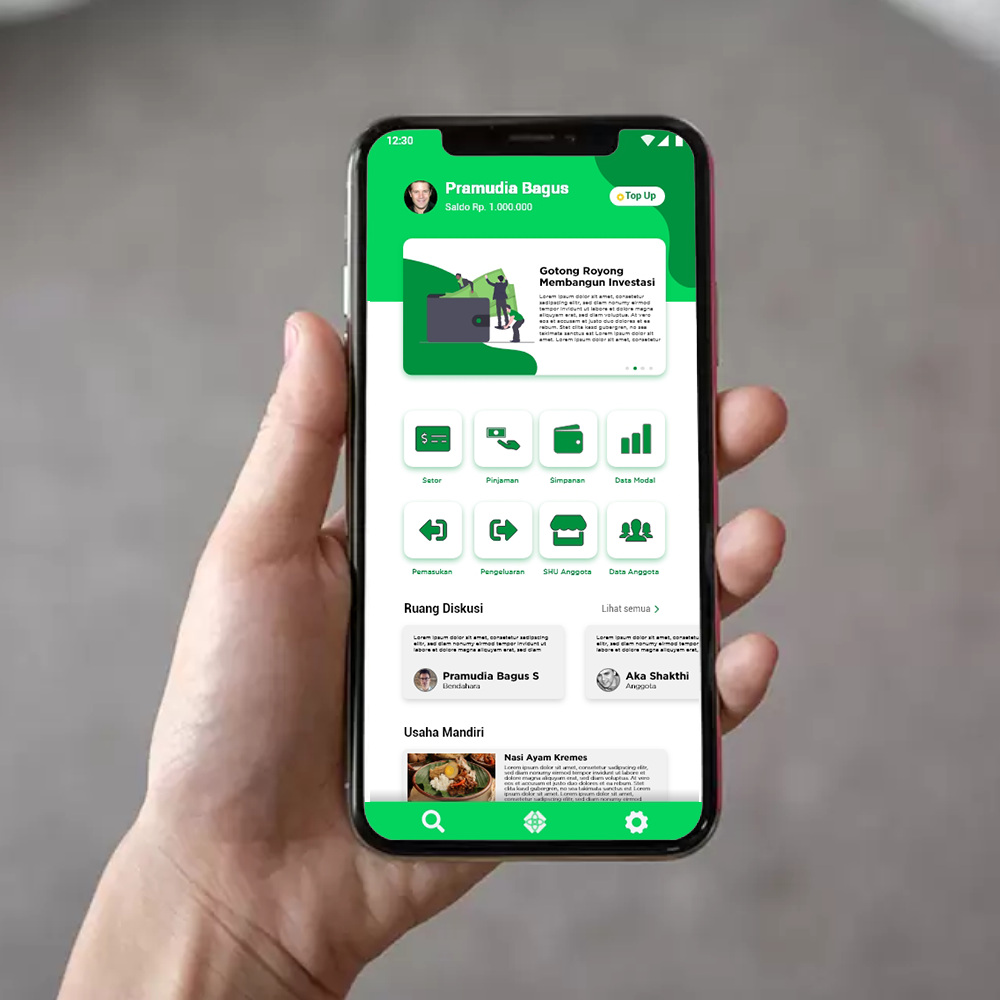 12:30
Pramudia Bagus
Saldo Rp. 1.000.000
Top Up
Gotong Royong
Membangun Investasi
Lorem ipsum dolor sit amet, consetetur
sadipscing elitr, sed diam nonumy eirmod
tempor invidunt ut labore et dolore magna
aliquyam erat, sed diam voluptua. At vero
eos et accusam et justo duo dolores et ea
rebum. Stet clita kasd gubergren, no sea
takimata sanctus est Lorem ipsum dolor sit
amet. Lorem ipsum dolor sit amet, consetetur
$
Setor
Pinjaman
Simpanan
Data Modal
Pemasukan
Pengeluaran
SHU Anggota
Data Anggota
Ruang Diskusi
Lihat semua
Lorem ipsum dolor sit amet, consetetur sadipscing
elitr, sed diam nonumy eirmod tempor invidunt ut
labore et dolore magna aliquyam erat, sed diam
Pramudia Bagus S
Bendahara
Lorem ipsum dolor sit amet,
elitr, sed diam nonumy
labore et dolore magna
Aka Shakthi
Anggota
Usaha Mandiri
Nasi Ayam Kremes
Lorem ipsum dolor sit amet, consetetur sadipscing elitr,
sed diam nonumy eirmod tempor invidunt ut labore et
dolore magna aliquyam erat, sed diam voluptua. At vero
eos et accusam et justo duo dolores et ea rebum. Stet
clita kasd gubergren, no sea takimata sanctus est Lorem
ipsum dolor sit amet. Lorem ipsum dolor sit amet,
consetetur sadipscing elitr, sed diam nonumy eirmod